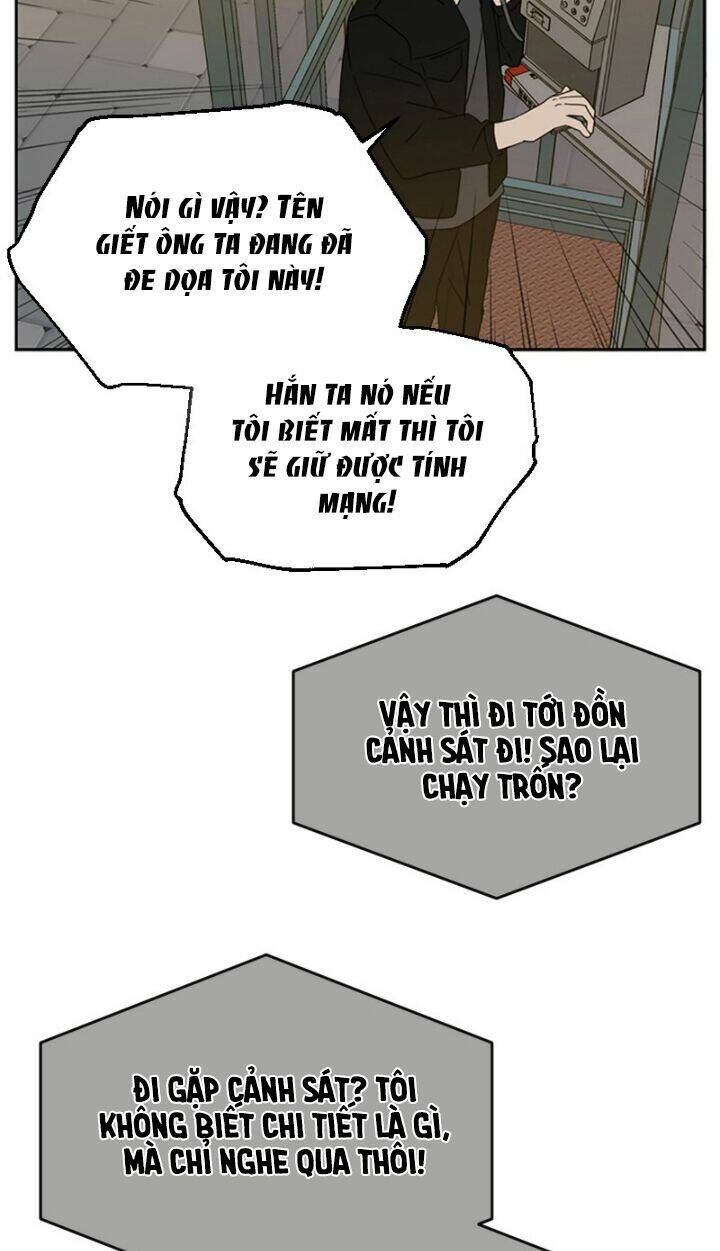 NÓI GÌ VẬY? TÊN
GIẾT ÔNG TA ĐANG ĐÃ
ĐE DỌA TÔI NÀY!
HẮN TA NÓ NẾU
TÔI BIẾT MẤT THÌ TÔI
SẼ GIỮ ĐƯỢC TÍNH
MẠNG!
VẬY THÌ ĐI TỚI ĐỒN
CẢNH SÁT ĐI! SAO LẠI
CHẠY TRỐN?
ĐI GẶP CẢNH SÁT? TÔI
KHÔNG BIẾT CHI TIẾT LÀ GÌ,
MÀ CHỈ NGHE QUA THÔI!